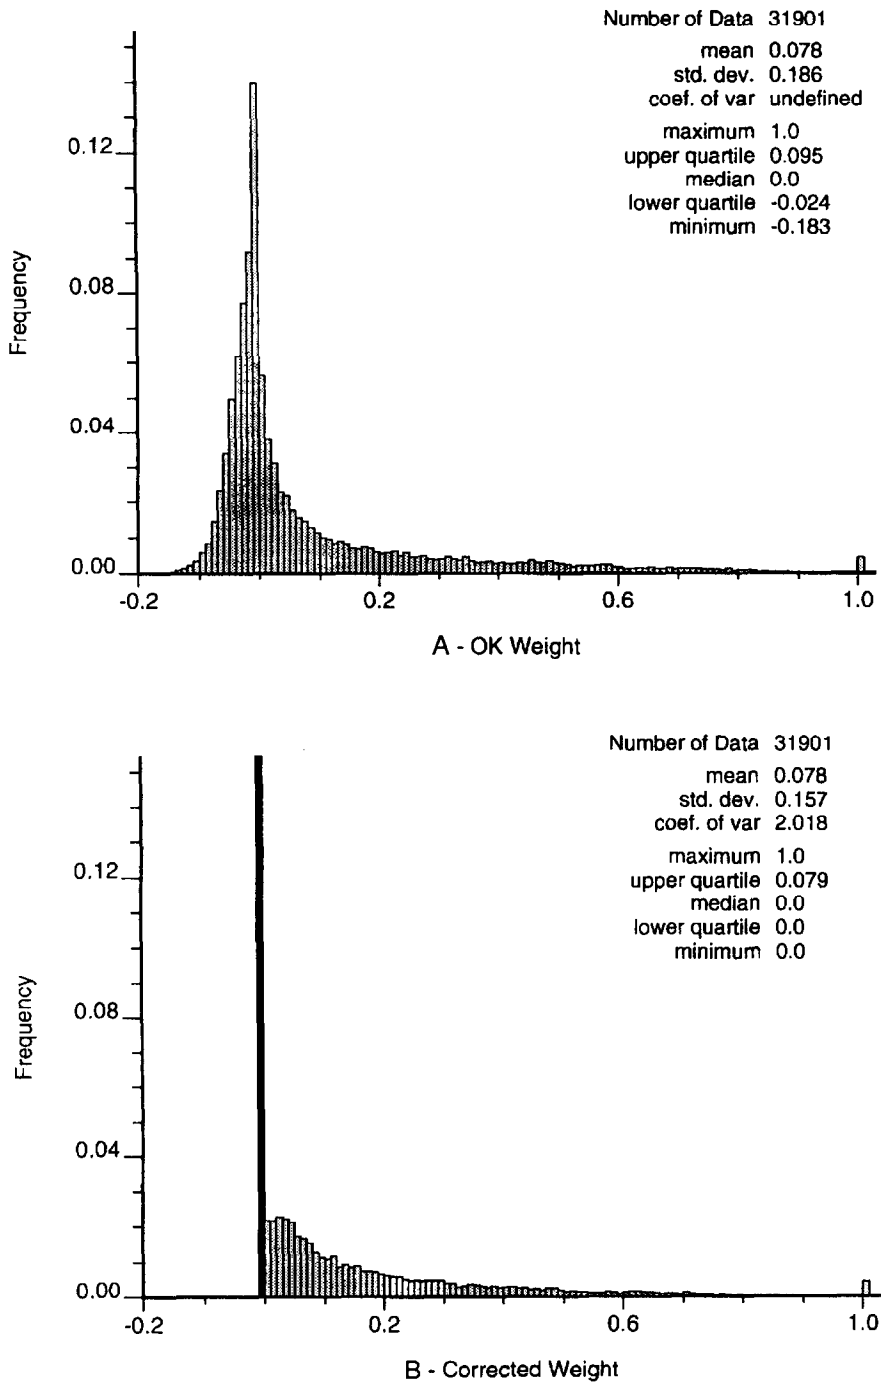 Number of Data 31901
mean 0.078
std. dev. 0.186
coef. of var undefined
maximum 1.0
upper quartile 0.095
median 0.0
lower quartile -0.024
minimum -0.183
0.12
0.08
0.04
0.00
Frequency
-0.2 0.2 0.6 1.0
A - OK Weight
Number of Data 31901
mean 0.078
std. dev. 0.157
coef. of var 2.018
maximum 1.0
upper quartile 0.079
median 0.0
lower quartile 0.0
minimum 0.0
0.12
0.08
0.04
0.00
Frequency
-0.2 0.2 0.6 1.0
B - Corrected Weight